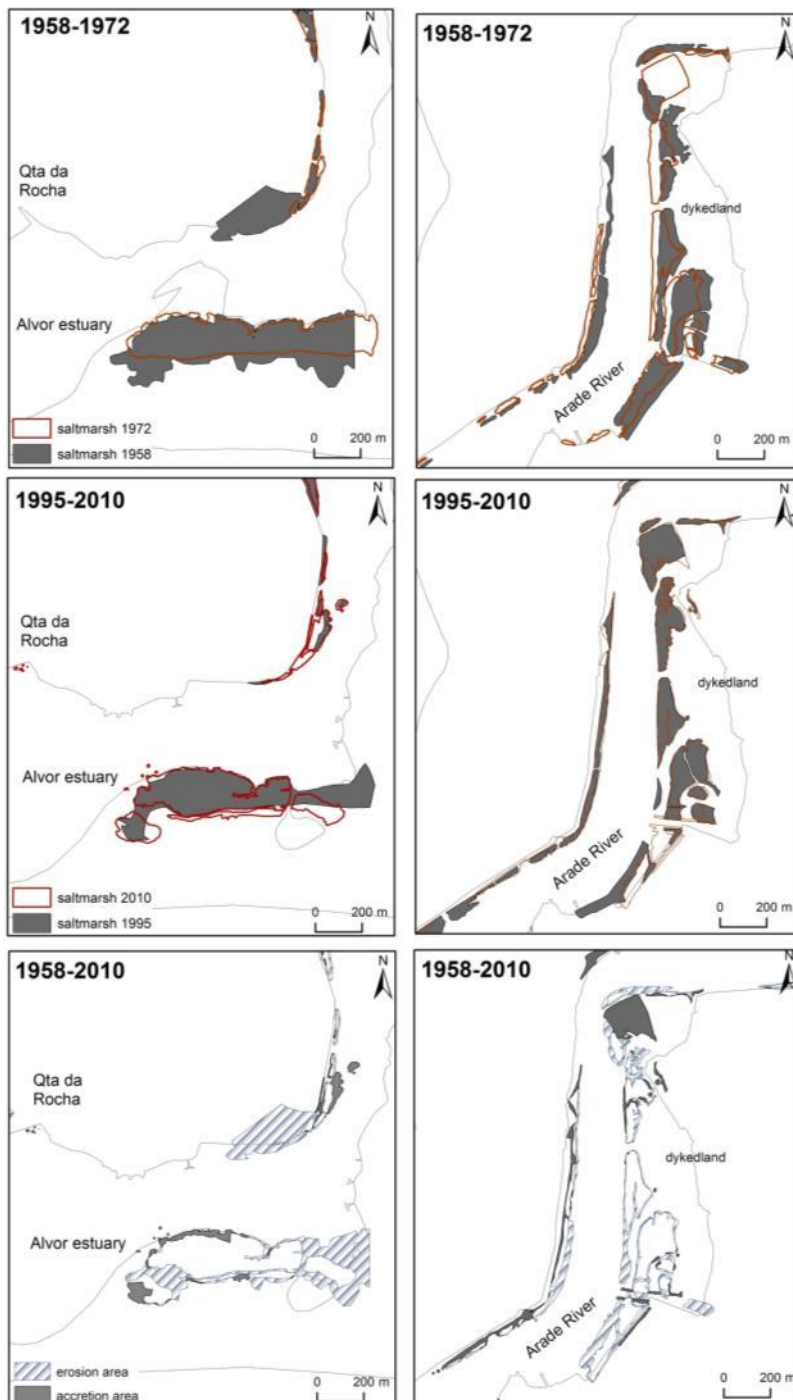 1958-1972
N
Qta da
Rocha
Alvor estuary
saltmarsh 1972
saltmarsh 1958
0 200 m
1958-1972
N
dykedland
Arade River
0 200 m
1995-2010
N
Qta da
Rocha
Alvor estuary
saltmarsh 2010
saltmarsh 1995
0 200 m
1995-2010
N
dykedland
Arade River
0 200 m
1958-2010
N
Qta da
Rocha
Alvor estuary
erosion area
accretion area
0 200 m
1958-2010
N
dykedland
Arade River
0 200 m